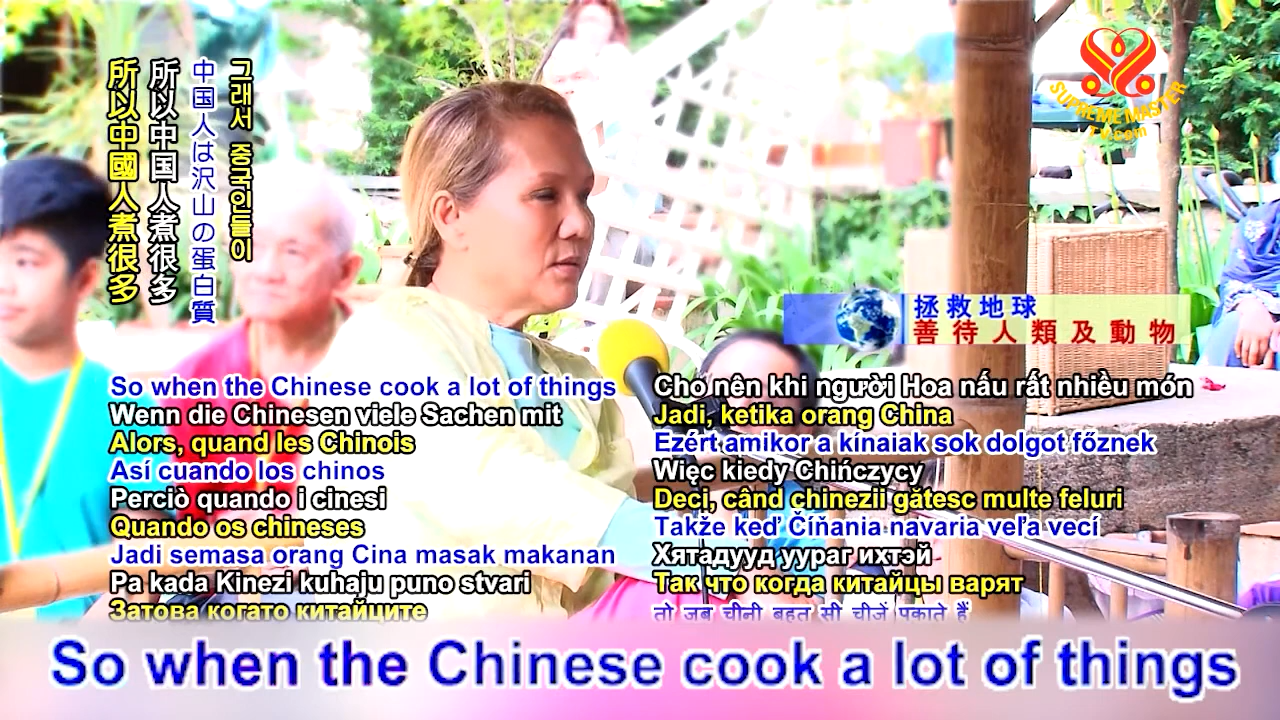 SUPREME MASTER
TV.com
그래서 중국인들이
中国人は沢山の蛋白質
所以中国人煮很多
所以中國人煮很多
拯救地球
善待人類及動物
So when the Chinese cook a lot of things
Wenn die Chinesen viele Sachen mit
Alors, quand les Chinois
Así cuando los chinos
Perciò quando i cinesi
Quando os chineses
Jadi semasa orang Cina masak makanan
Pa kada Kinezi kuhaju puno stvari
Затова когато китайците
Cho nên khi người Hoa nấu rất nhiều món
Jadi, ketika orang China
Ezért amikor a kínaiak sok dolgot főznek
Więc kiedy Chińczycy
Deci, când chinezii gătesc multe feluri
Takže keď Číňania navaria veľa vecí
Хятадууд уураг ихтэй
Так что когда китайцы варят
तो जब चीनी बहुत सी चीज़ें पकाते हैं
So when the Chinese cook a lot of things